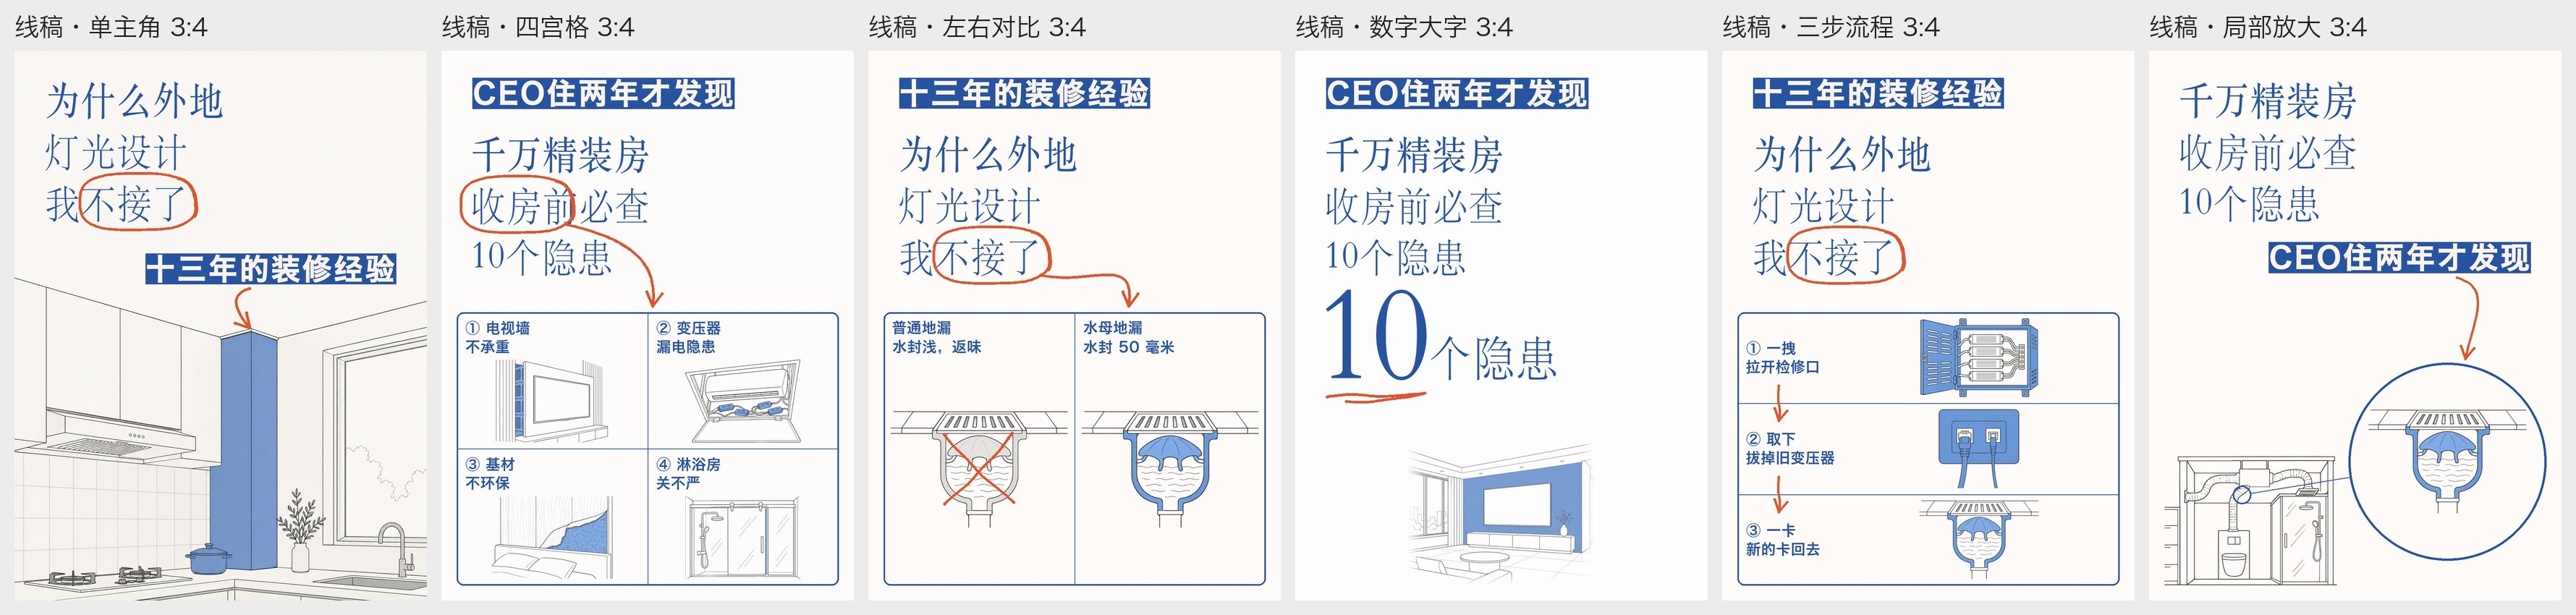 线稿·单主角 3:4
为什么外地
灯光设计
我不接了
十三年的装修经验
线稿·四宫格 3:4
CEO住两年才发现
千万精装房
收房前必查
10个隐患
① 电视墙
不承重
② 变压器
漏电隐患
③ 基材
不环保
④ 淋浴房
关不严
线稿·左右对比 3:4
十三年的装修经验
为什么外地
灯光设计
我不接了
普通地漏
水封浅，返味
水母地漏
水封 50 毫米
线稿·数字大字 3:4
CEO住两年才发现
千万精装房
收房前必查
10个隐患
10个隐患
线稿·三步流程 3:4
十三年的装修经验
为什么外地
灯光设计
我不接了
① 一拽
拉开检修口
② 取下
拔掉旧变压器
③ 一卡
新的卡回去
线稿·局部放大 3:4
千万精装房
收房前必查
10个隐患
CEO住两年才发现